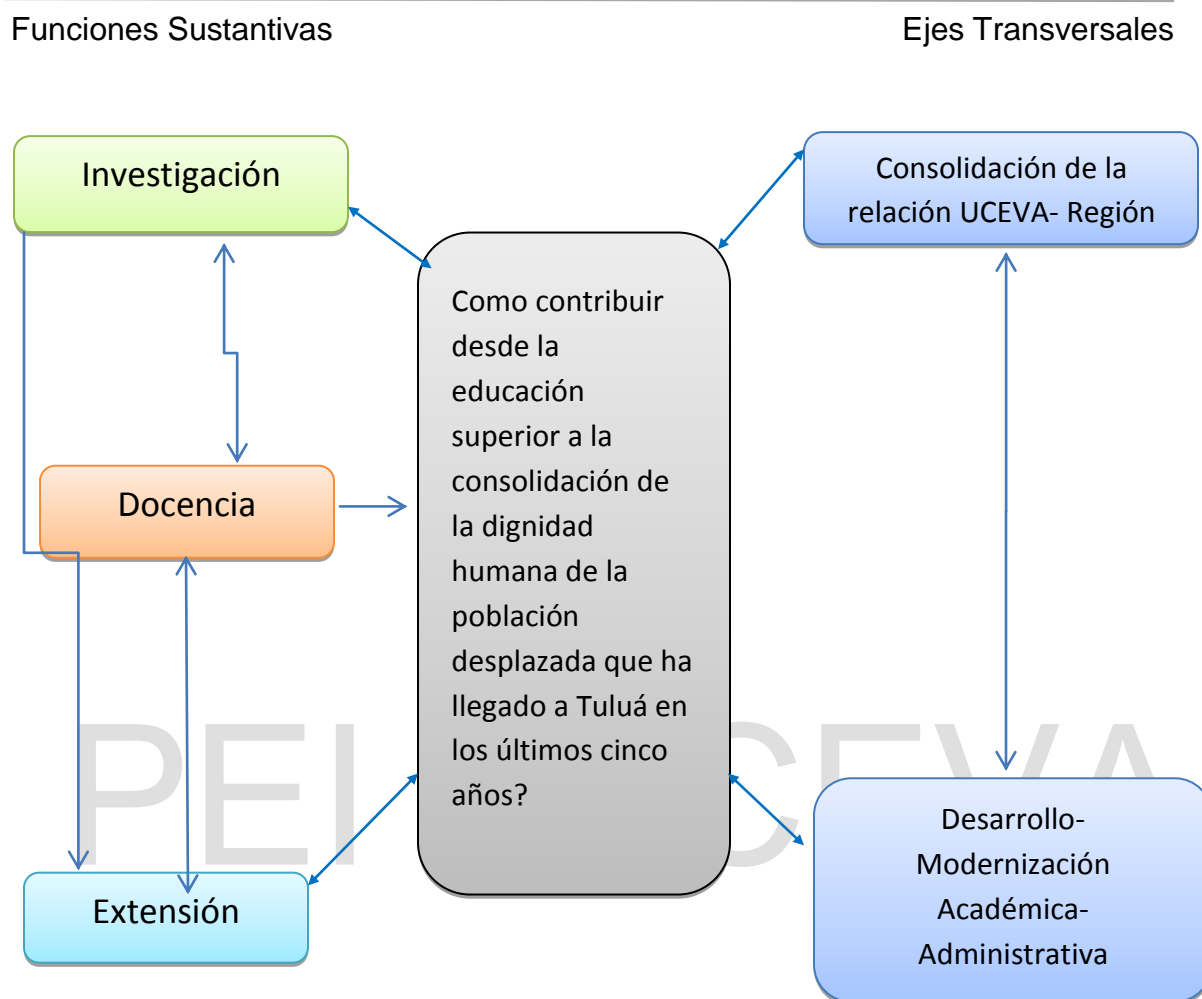 Funciones Sustantivas
Ejes Transversales
Investigación
Consolidación de la
relación UCEVA- Región
Como contribuir
desde la
educación
superior a la
consolidación de
la dignidad
humana de la
población
desplazada que ha
llegado a Tuluá en
los últimos cinco
años?
Docencia
Extensión
Desarrollo-
Modernización
Académica-
Administrativa
PEI CEVA